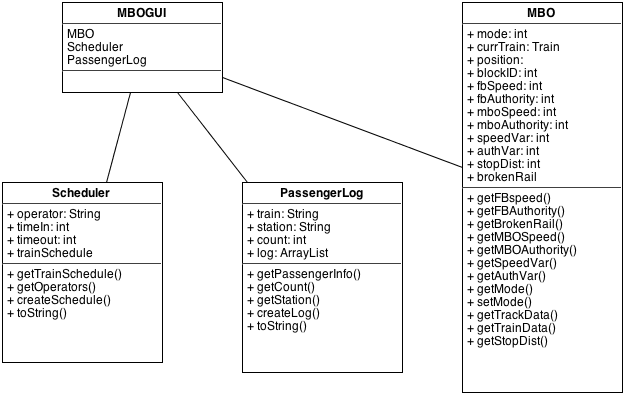 MBOGUI
MBO
Scheduler
PassengerLog
MBO
+ mode: int
+ currTrain: Train
+ position:
+ blockID: int
+ fbSpeed: int
+ fbAuthority: int
+ mboSpeed: int
+ mboAuthority: int
+ speedVar: int
+ authVar: int
+ stopDist: int
+ brokenRail
+ getFBspeed()
+ getFBAuthority()
+ getBrokenRail()
+ getMBOSpeed()
+ getMBOAuthority()
+ getSpeedVar()
+ getAuthVar()
+ getMode()
+ setMode()
+ getTrackData()
+ getTrainData()
+ getStopDist()
Scheduler
+ operator: String
+ timeIn: int
+ timeout: int
+ trainSchedule
+ getTrainSchedule()
+ getOperators()
+ createSchedule()
+ toString()
PassengerLog
+ train: String
+ station: String
+ count: int
+ log: ArrayList
+ getPassengerInfo()
+ getCount()
+ getStation()
+ createLog()
+ toString()